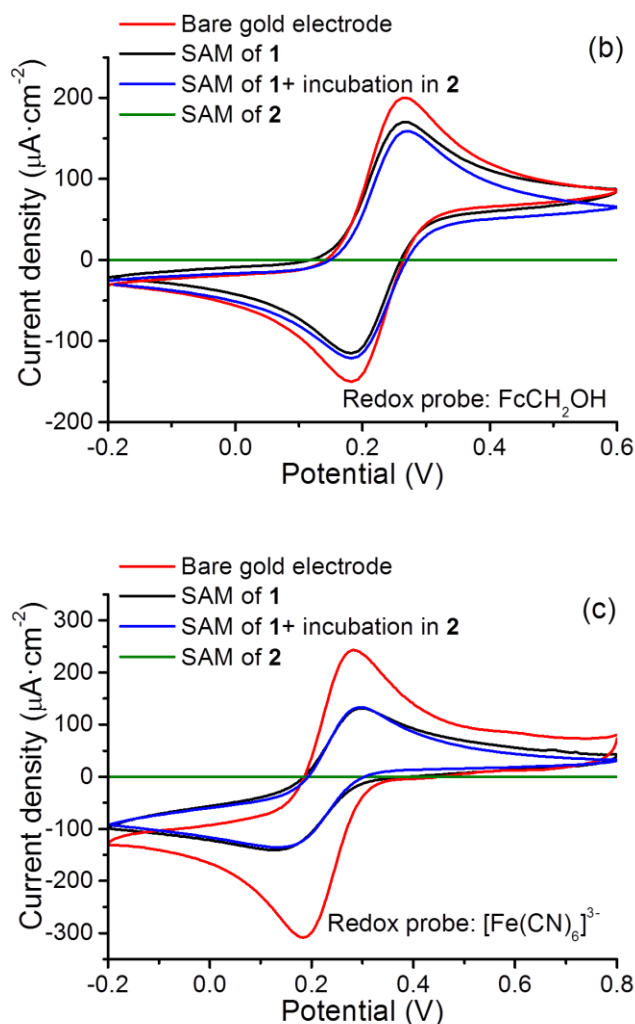 Bare gold electrode
SAM of 1
(b)
SAM of 1+ incubation in 2
SAM of 2
200
100
0
-100
-200
Current density (μA·cm⁻²)
Redox probe: FcCH₂OH
-0.2 0.0 0.2 0.4 0.6
Potential (V)
Bare gold electrode
SAM of 1
(c)
SAM of 1+ incubation in 2
SAM of 2
300
200
100
0
-100
-200
-300
Current density (μA·cm⁻²)
Redox probe: [Fe(CN)₆]³⁻
-0.2 0.0 0.2 0.4 0.6 0.8
Potential (V)